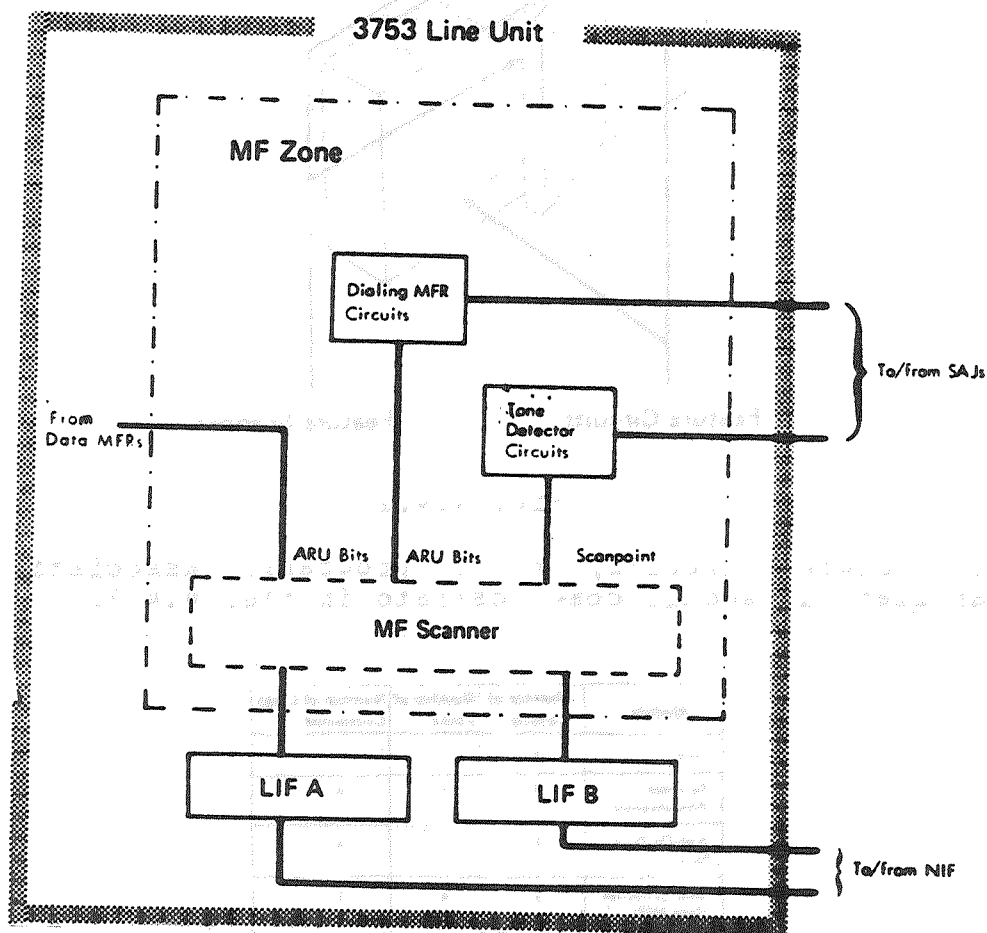 3753 Line Unit
MF Zone
Dialing MFR
Circuits
To/from SAJs
Tone
Detector
Circuits
From
Data MFRs
ARU Bits
ARU Bits
Scanpoint
MF Scanner
LIF A
LIF B
To/from NIF